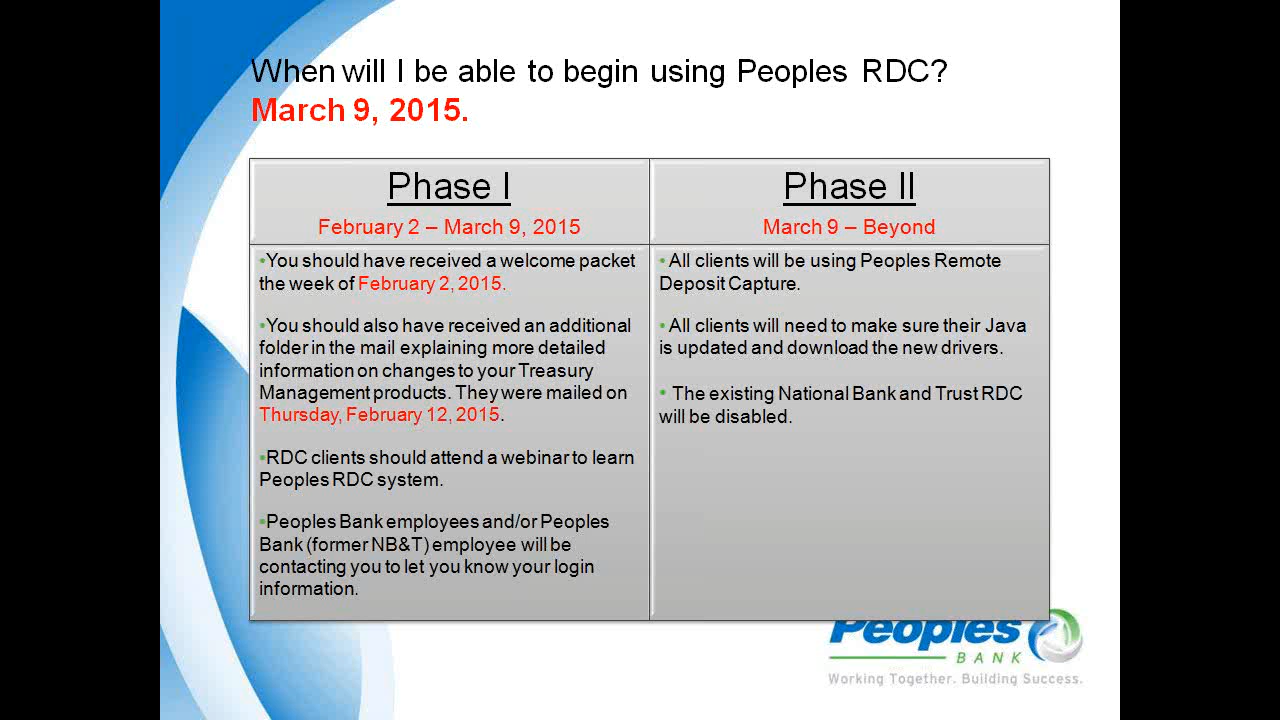 When will I be able to begin using Peoples RDC?
March 9, 2015.
Phase I
February 2 – March 9, 2015
•You should have received a welcome packet
the week of February 2, 2015.
•You should also have received an additional
folder in the mail explaining more detailed
information on changes to your Treasury
Management products. They were mailed on
Thursday, February 12, 2015.
•RDC clients should attend a webinar to learn
Peoples RDC system.
•Peoples Bank employees and/or Peoples
Bank (former NB&T) employee will be
contacting you to let you know your login
information.
Phase II
March 9 – Beyond
• All clients will be using Peoples Remote
Deposit Capture.
• All clients will need to make sure their Java
is updated and download the new drivers.
• The existing National Bank and Trust RDC
will be disabled.
Peoples
BANK
Working Together. Building Success.